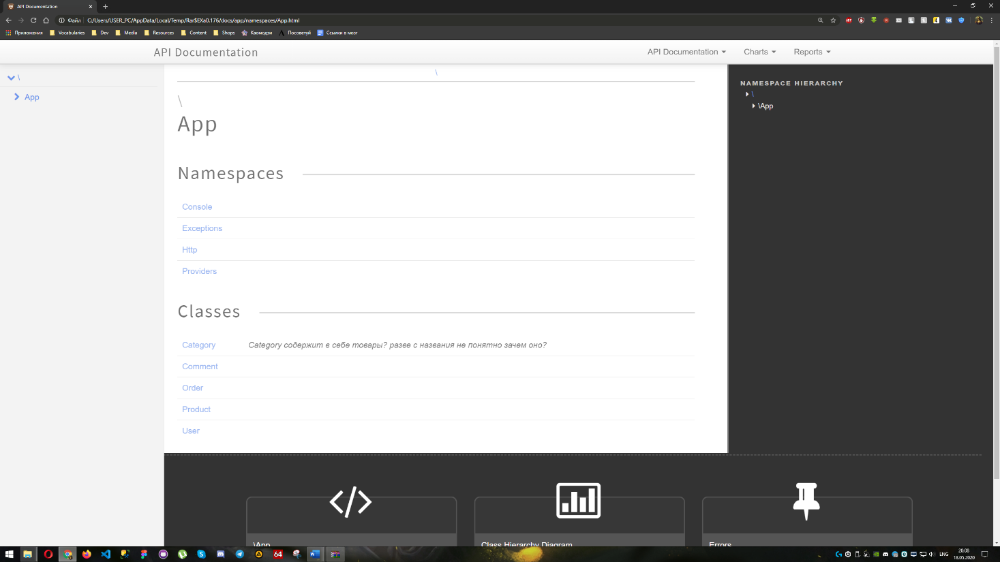 API Documentation
Файл
C:/Users/USER_PC/AppData/Local/Temp/Rar$EXa0.176/docs/app/namespaces/App.html
Приложения
Vocabularies
Dev
Media
Resources
Content
Shops
Каомодзи
Посоветуй
Ссылки в мозг
API Documentation
API Documentation
Charts
Reports
\
App
\
\
App
Namespaces
Console
Exceptions
Http
Providers
Classes
Category Category содержит в себе товары? разве с названия не понятно зачем оно?
Comment
Order
Product
User
NAMESPACE HIERARCHY
\
\App
\App
Class Hierarchy Diagram
Errors
64
ENG
20:08
18.05.2020